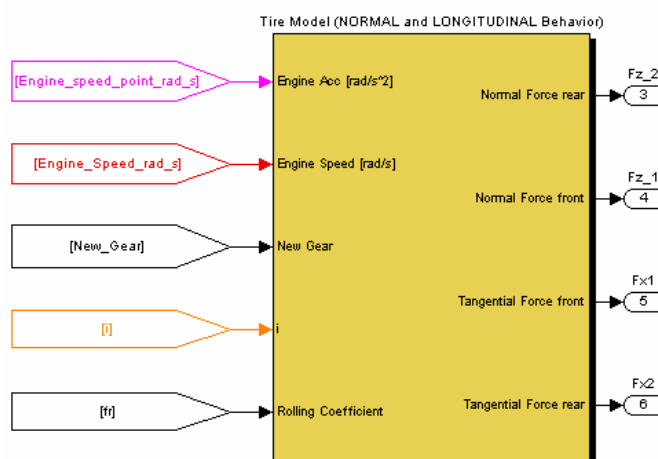 Tire Model (NORMAL and LONGITUDINAL Behavior)
[Engine_speed_point_rad_s]
Engine Acc [rad/s^2]
Normal Force rear
Fz_2
3
[Engine_Speed_rad_s]
Engine Speed [rad/s]
Normal Force front
Fz_1
4
[New_Gear]
New Gear
Tangential Force front
Fx1
5
[i]
i
[fr]
Rolling Coefficient
Tangential Force rear
Fx2
6